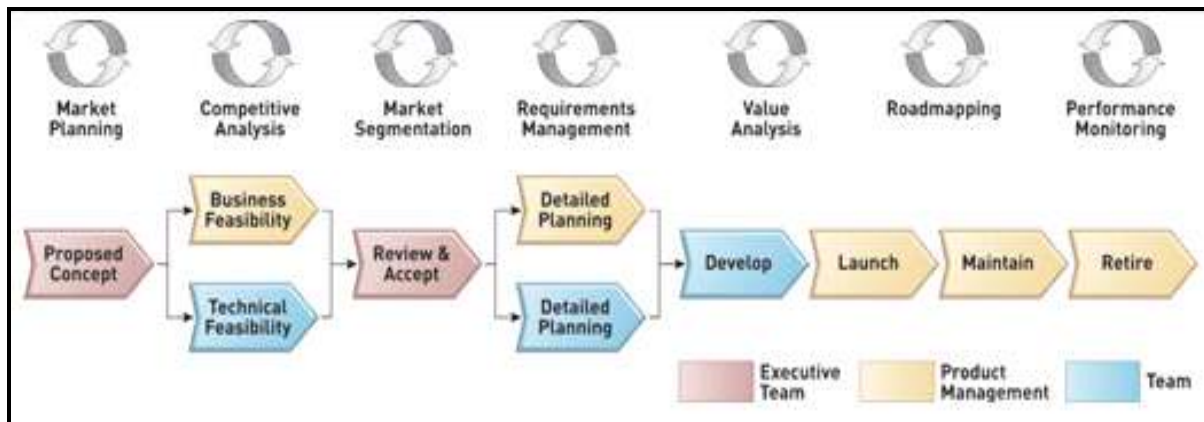 Market
Planning
Competitive
Analysis
Market
Segmentation
Requirements
Management
Value
Analysis
Roadmapping
Performance
Monitoring
Proposed
Concept
Business
Feasibility
Technical
Feasibility
Review &
Accept
Detailed
Planning
Detailed
Planning
Develop
Launch
Maintain
Retire
Executive
Team
Product
Management
Team